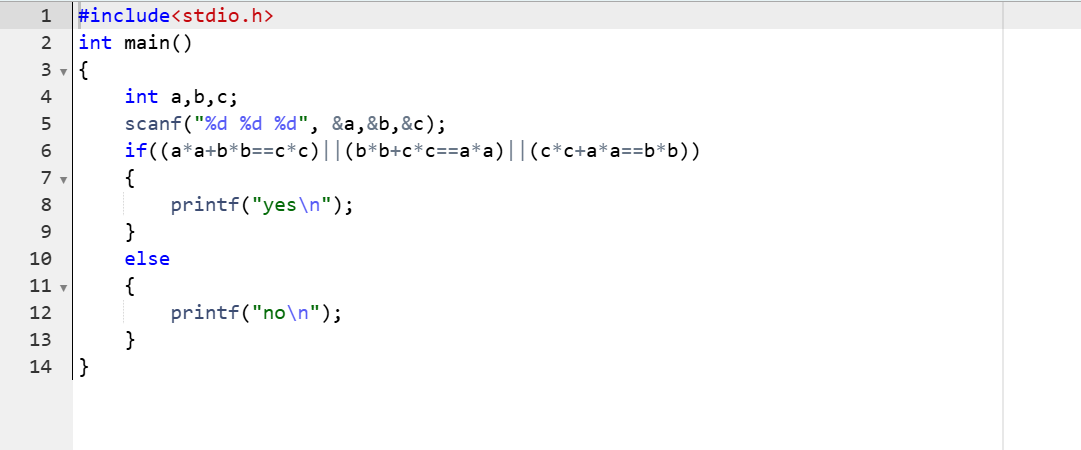 1 #include<stdio.h>
2 int main()
3 {
4     int a,b,c;
5     scanf("%d %d %d", &a,&b,&c);
6     if((a*a+b*b==c*c)||(b*b+c*c==a*a)||(c*c+a*a==b*b))
7     {
8         printf("yes\n");
9     }
10     else
11     {
12         printf("no\n");
13     }
14 }